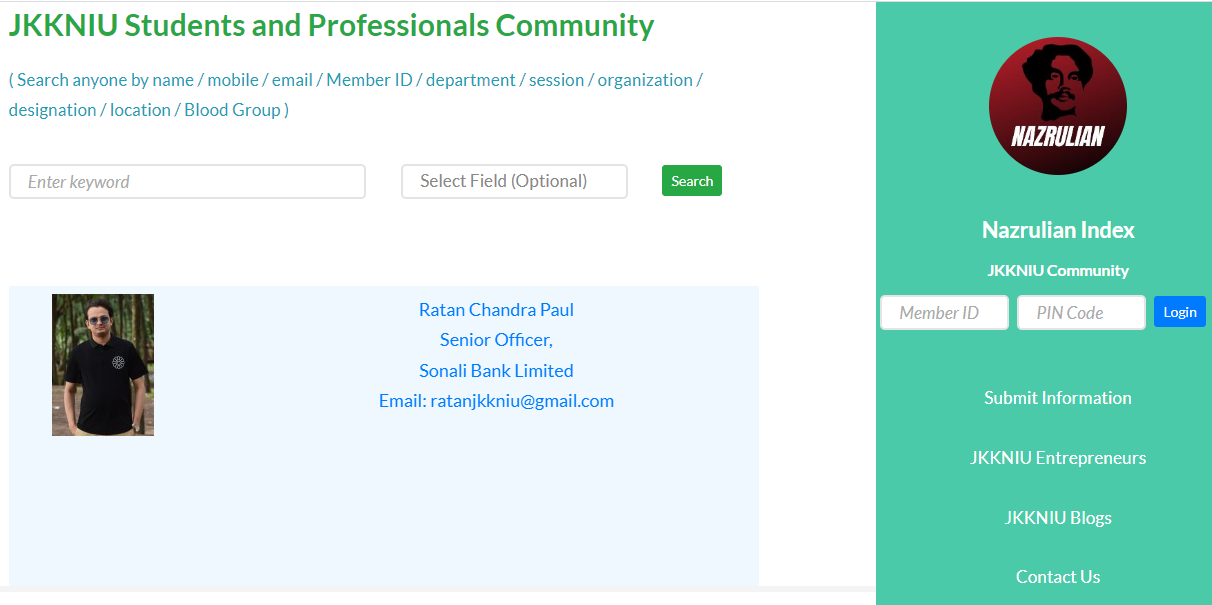 JKKNIU Students and Professionals Community
( Search anyone by name / mobile / email / Member ID / department / session / organization /
designation / location / Blood Group )
Enter keyword
Select Field (Optional)
Search
Ratan Chandra Paul
Senior Officer,
Sonali Bank Limited
Email: ratanjkkniu@gmail.com
NAZRULIAN
Nazrulian Index
JKKNIU Community
Member ID
PIN Code
Login
Submit Information
JKKNIU Entrepreneurs
JKKNIU Blogs
Contact Us